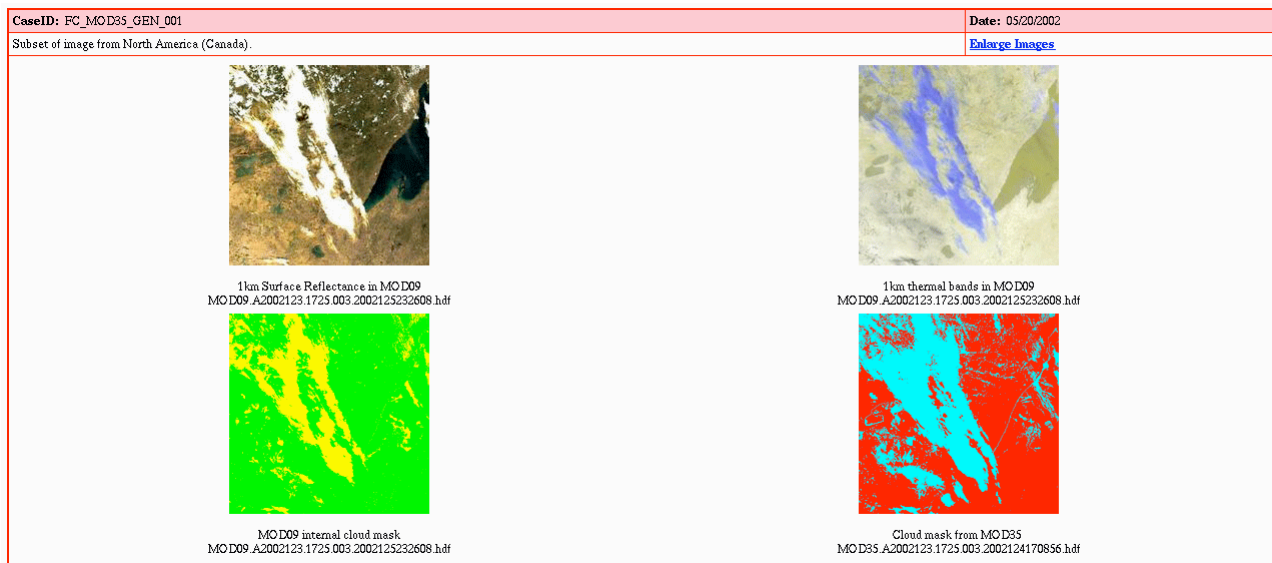 CaseID: FC_MOD35_GEN_001
Date: 05/20/2002
Subset of image from North America (Canada).
Enlarge Images
1km Surface Reflectance in MOD09
MOD09.A2002123.1725.003.2002125232608.hdf
1km thermal bands in MOD09
MOD09.A2002123.1725.003.2002125232608.hdf
MOD09 internal cloud mask
MOD09.A2002123.1725.003.2002125232608.hdf
Cloud mask from MOD35
MOD35.A2002123.1725.003.2002124170856.hdf